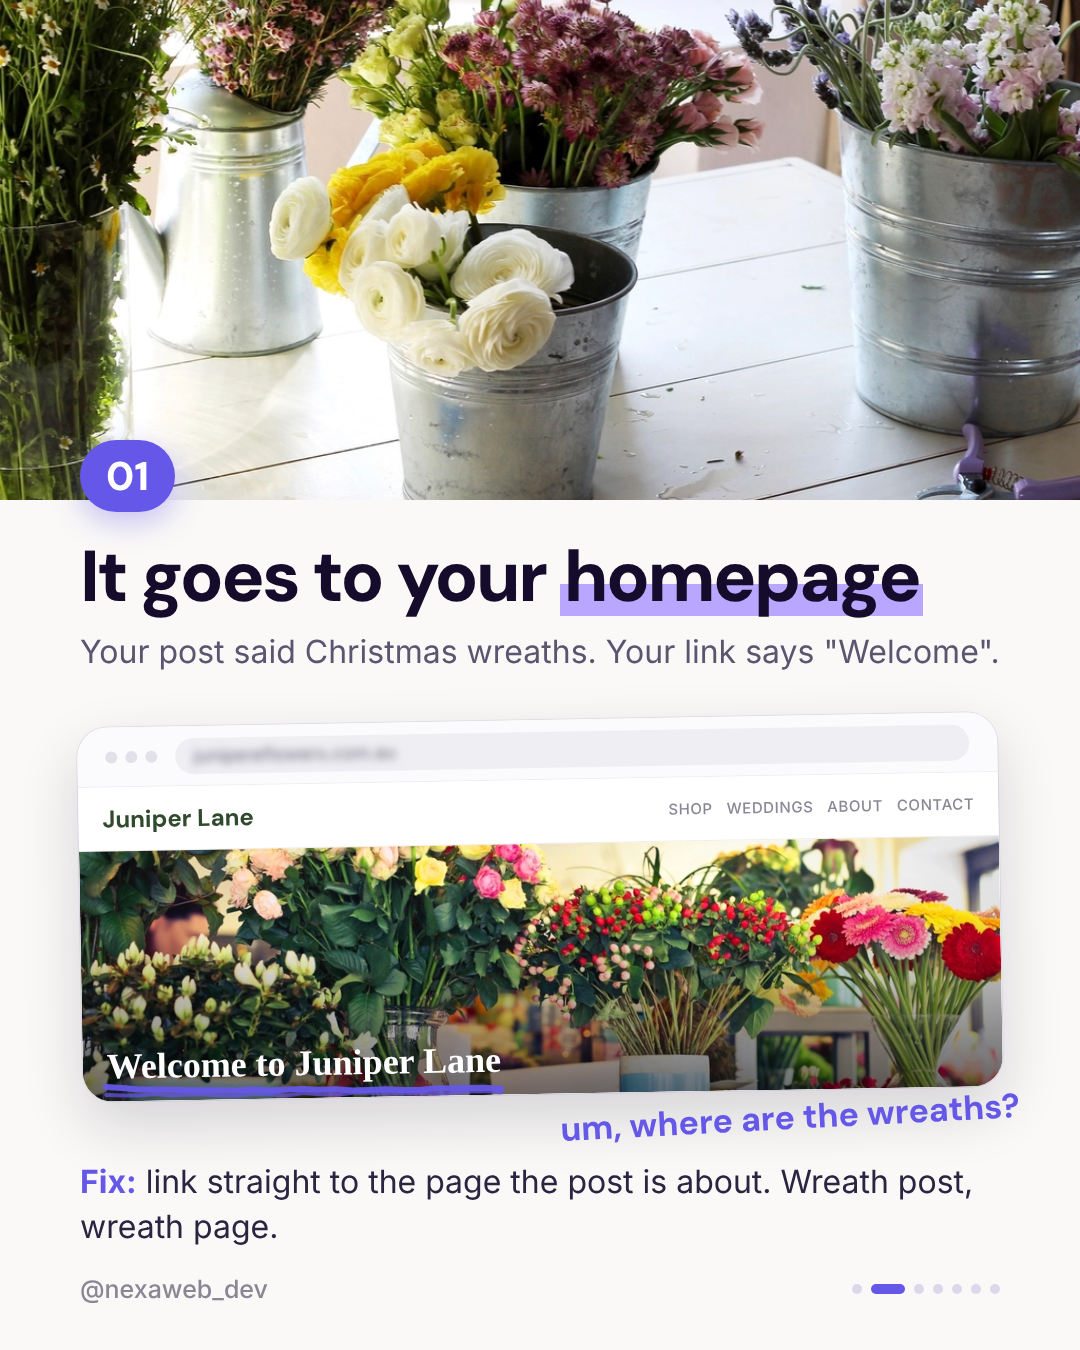 01
It goes to your homepage
Your post said Christmas wreaths. Your link says "Welcome".
Juniper Lane
SHOP WEDDINGS ABOUT CONTACT
Welcome to Juniper Lane
um, where are the wreaths?
Fix: link straight to the page the post is about. Wreath post,
wreath page.
@nexaweb_dev